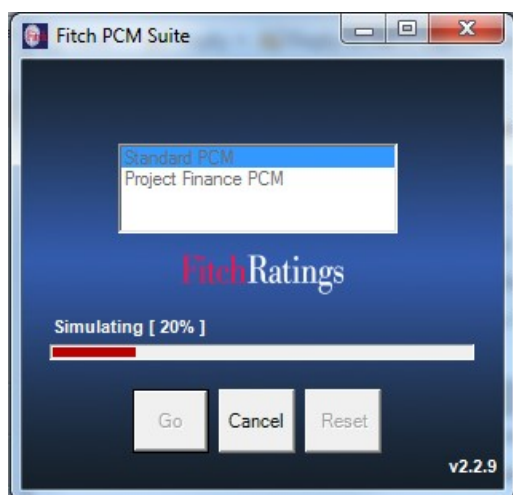 Fitch PCM Suite
Standard PCM
Project Finance PCM
FitchRatings
Simulating [ 20% ]
Go
Cancel
Reset
v2.2.9